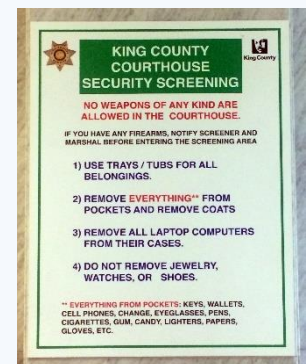 KING COUNTY
COURTHOUSE
SECURITY SCREENING
King County
NO WEAPONS OF ANY KIND ARE
ALLOWED IN THE COURTHOUSE.
IF YOU HAVE ANY FIREARMS, NOTIFY SCREENER AND
MARSHAL BEFORE ENTERING THE SCREENING AREA
1) USE TRAYS / TUBS FOR ALL
BELONGINGS.
2) REMOVE EVERYTHING** FROM
POCKETS AND REMOVE COATS
3) REMOVE ALL LAPTOP COMPUTERS
FROM THEIR CASES.
4) DO NOT REMOVE JEWELRY,
WATCHES, OR SHOES.
** EVERYTHING FROM POCKETS: KEYS, WALLETS,
CELL PHONES, CHANGE, EYEGLASSES, PENS,
CIGARETTES, GUM, CANDY, LIGHTERS, PAPERS,
GLOVES, ETC.